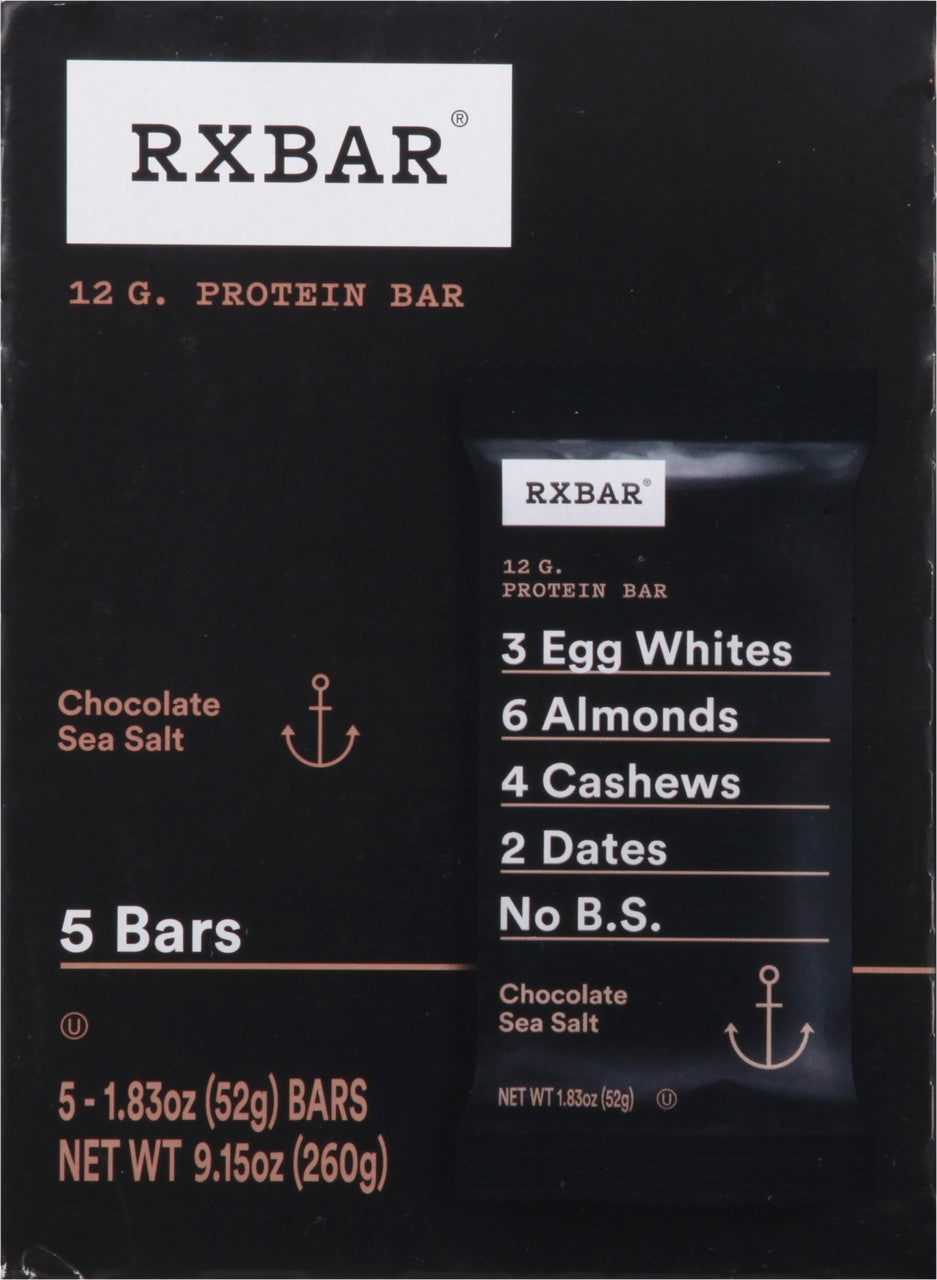 RXBAR®
12 G. PROTEIN BAR
Chocolate
Sea Salt
5 Bars
U
5 - 1.83oz (52g) BARS
NET WT 9.15oz (260g)
RXBAR®
12 G.
PROTEIN BAR
3 Egg Whites
6 Almonds
4 Cashews
2 Dates
No B.S.
Chocolate
Sea Salt
NET WT 1.83oz (52g) U